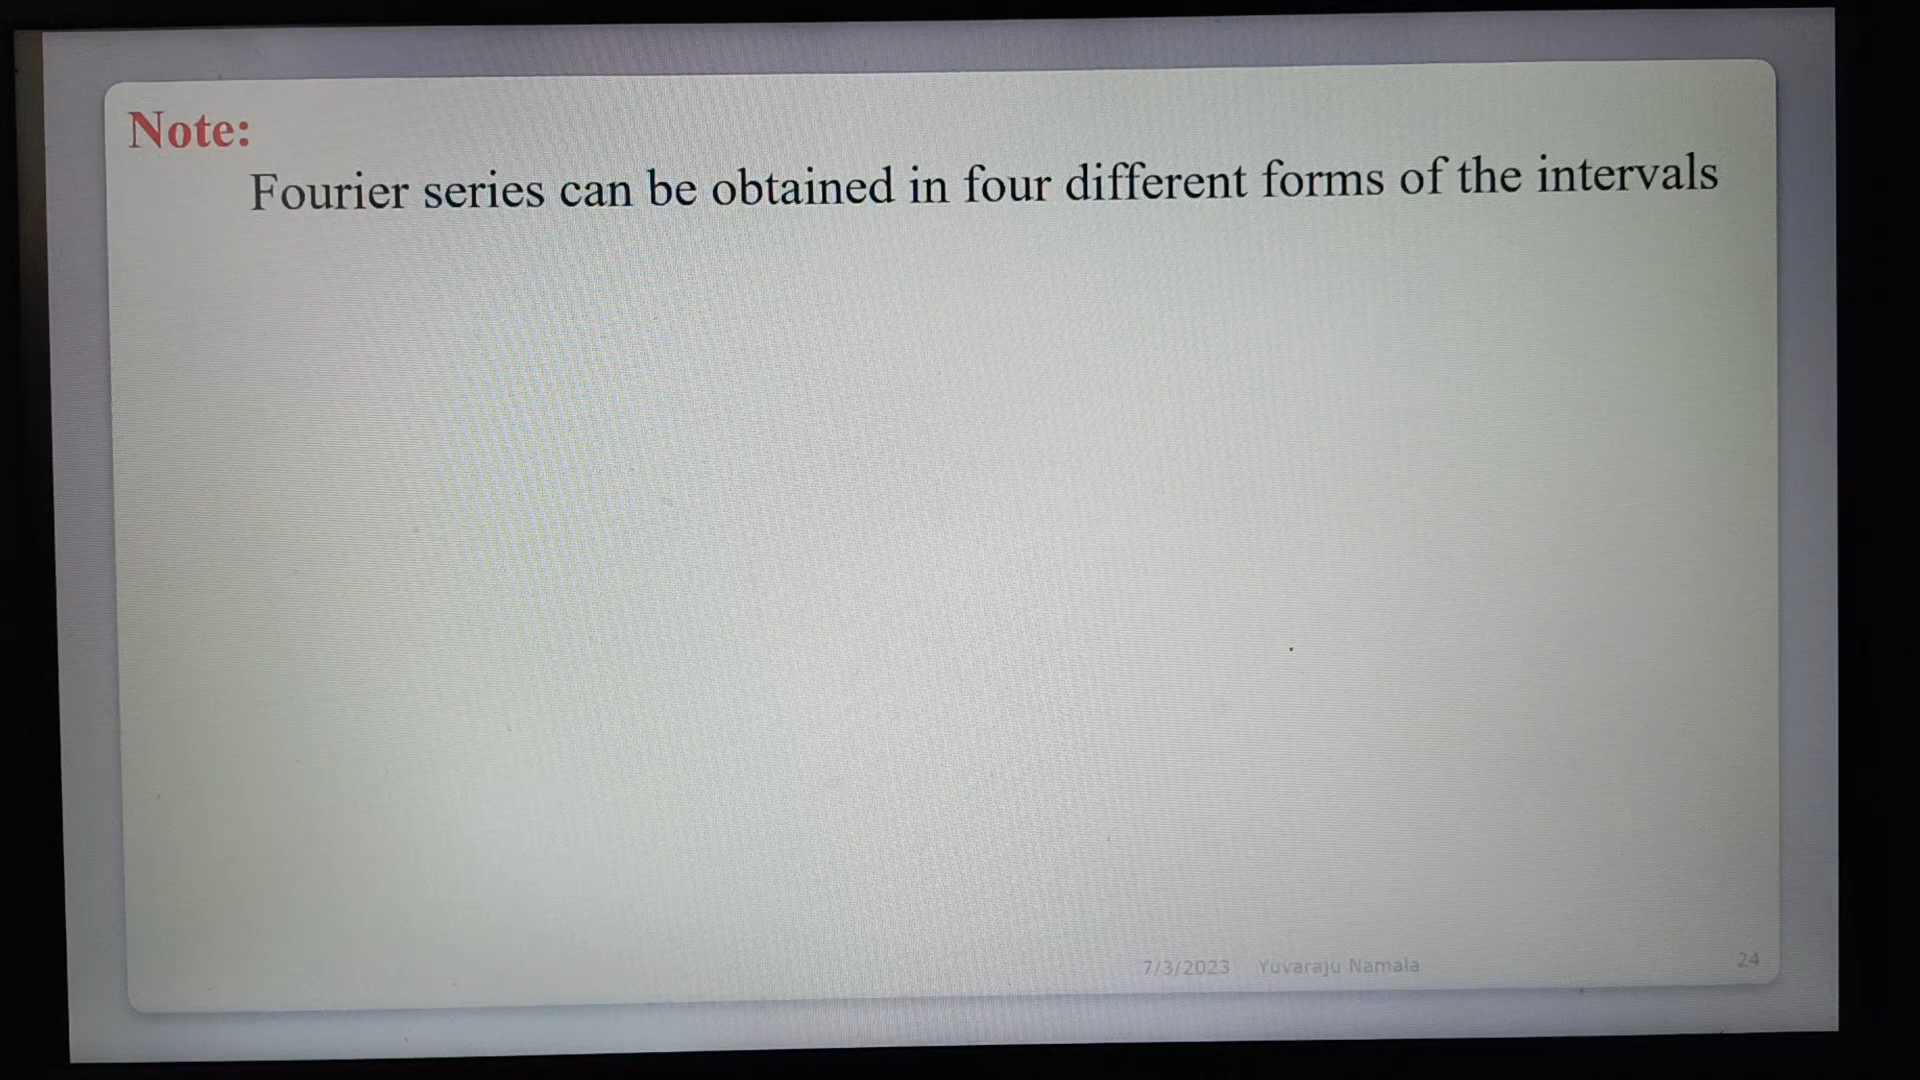 Note:
Fourier series can be obtained in four different forms of the intervals
7/3/2023 Yuvaraju Namala 24